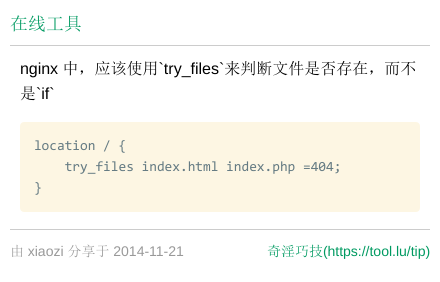 在线工具
nginx 中，应该使用`try_files`来判断文件是否存在，而不
是`if`
location / {
    try_files index.html index.php =404;
}
由 xiaozi 分享于 2014-11-21
奇淫巧技(https://tool.lu/tip)